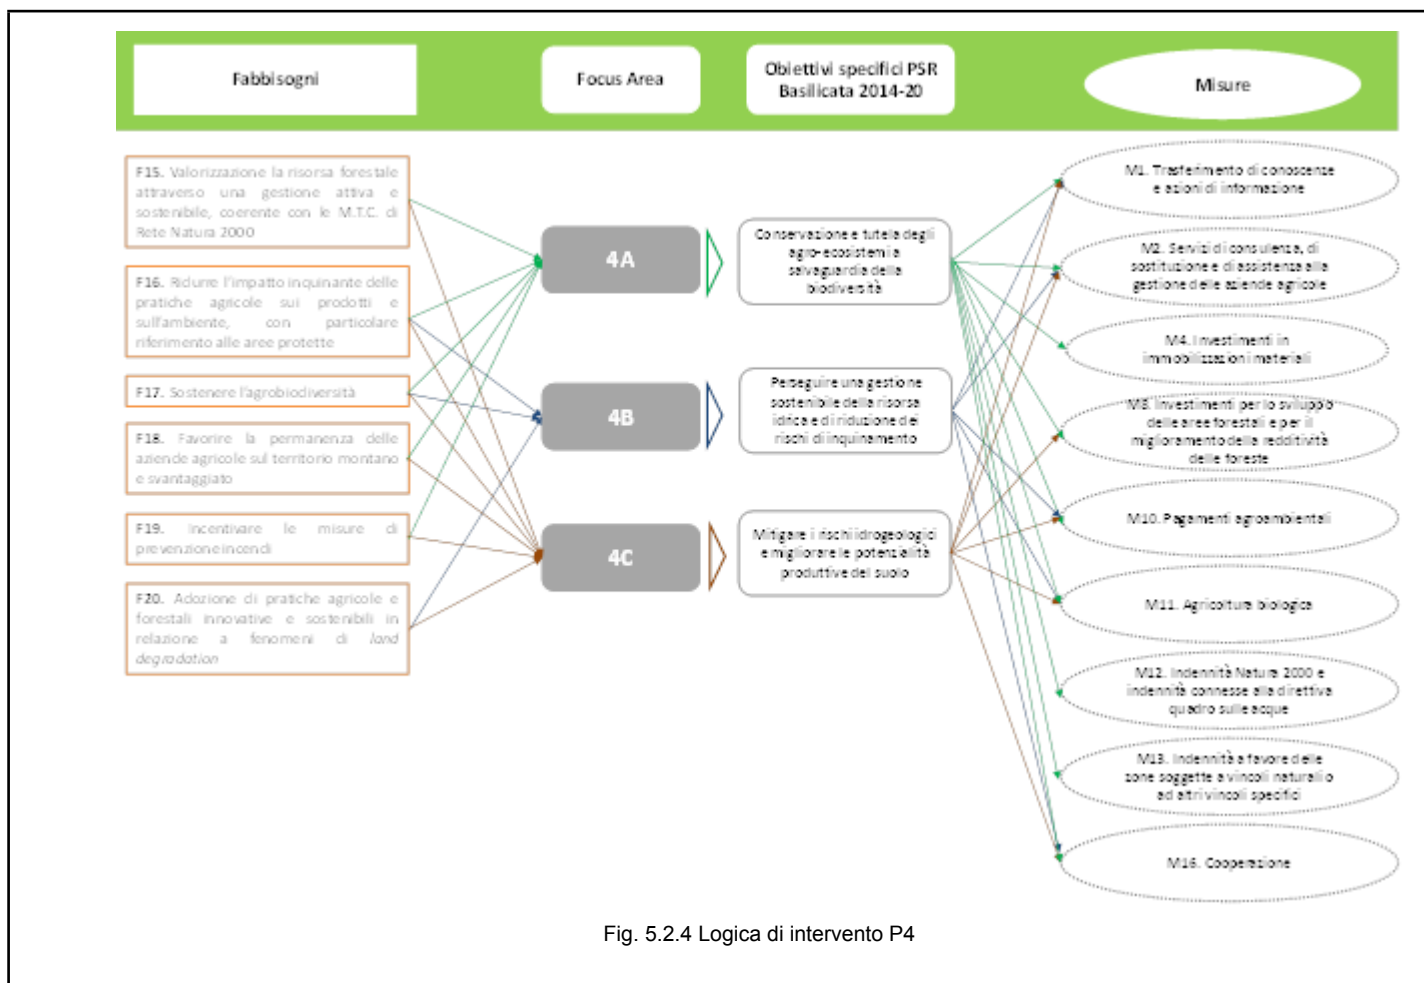 Fabbisogni
Focus Area
Obiettivi specifici PSR
Basilicata 2014-20
Misure
F15. Valorizzazione la risorsa forestale
attraverso una gestione attiva e
sostenibile, coerente con le M.T.C. di
Rete Natura 2000
F16. Ridurre l'impatto inquinante delle
pratiche agricole sui prodotti e
sull'ambiente, con particolare
riferimento alle aree protette
F17. Sostenere l'agrobiodiversità
F18. Favorire la permanenza delle
aziende agricole sul territorio montano
e svantaggiato
F19. Incentivare le misure di
prevenzione incendi
F20. Adozione di pratiche agricole e
forestali innovative e sostenibili in
relazione a fenomeni di land
degradation
4A
4B
4C
Conservazione e tutela degli
agro-ecosistemi a
salvaguardia della
biodiversità
Perseguire una gestione
sostenibile della risorsa
idrica e di riduzione dei
rischi di inquinamento
Mitigare i rischi idrogeologici
e migliorare le potenzialità
produttive del suolo
M1. Trasferimento di conoscenze
e azioni di informazione
M2. Servizi di consulenza, di
sostituzione e di assistenza alla
gestione delle aziende agricole
M4. Investimenti in
immobilizzazioni materiali
M8. Investimenti per lo sviluppo
delle aree forestali e per il
miglioramento della redditività
delle foreste
M10. Pagamenti agroambientali
M11. Agricoltura biologica
M12. Indennità Natura 2000 e
indennità connesse alla direttiva
quadro sulle acque
M13. Indennità a favore delle
zone soggette a vincoli naturali o
ad altri vincoli specifici
M16. Cooperazione
Fig. 5.2.4 Logica di intervento P4